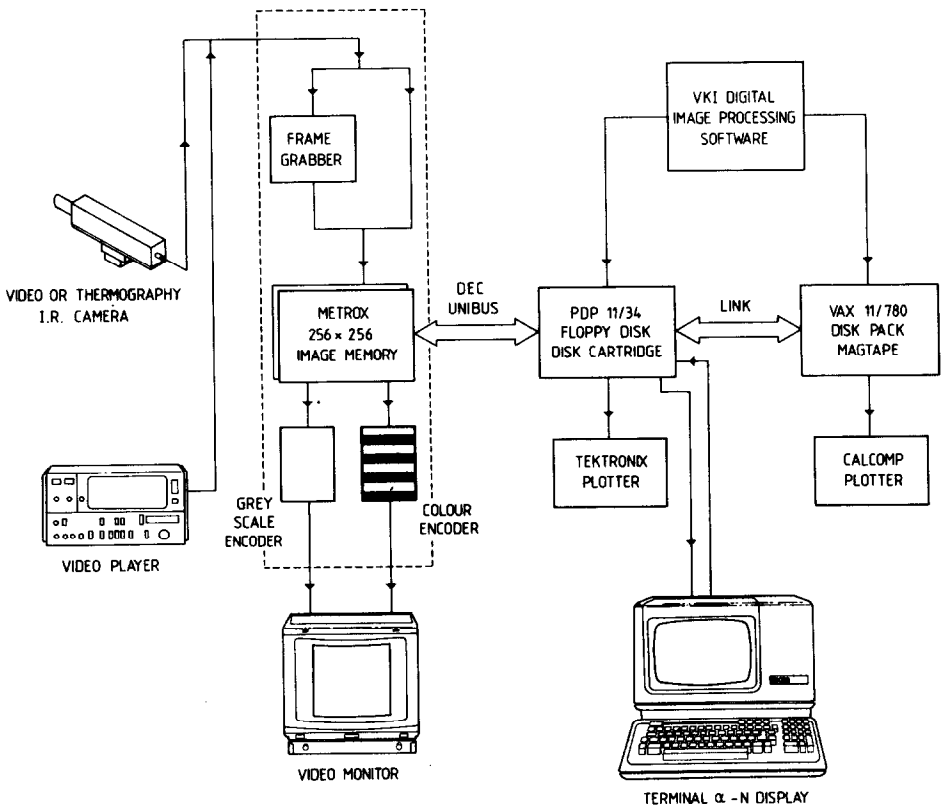 VKI DIGITAL
IMAGE PROCESSING
SOFTWARE
FRAME
GRABBER
VIDEO OR THERMOGRAPHY
I.R. CAMERA
METROX
256 x 256
IMAGE MEMORY
DEC
UNIBUS
PDP 11/34
FLOPPY DISK
DISK CARTRIDGE
LINK
VAX 11/780
DISK PACK
MAGTAPE
TEKTRONIX
PLOTTER
CALCOMP
PLOTTER
GREY
SCALE
ENCODER
COLOUR
ENCODER
VIDEO PLAYER
VIDEO MONITOR
TERMINAL α - N DISPLAY